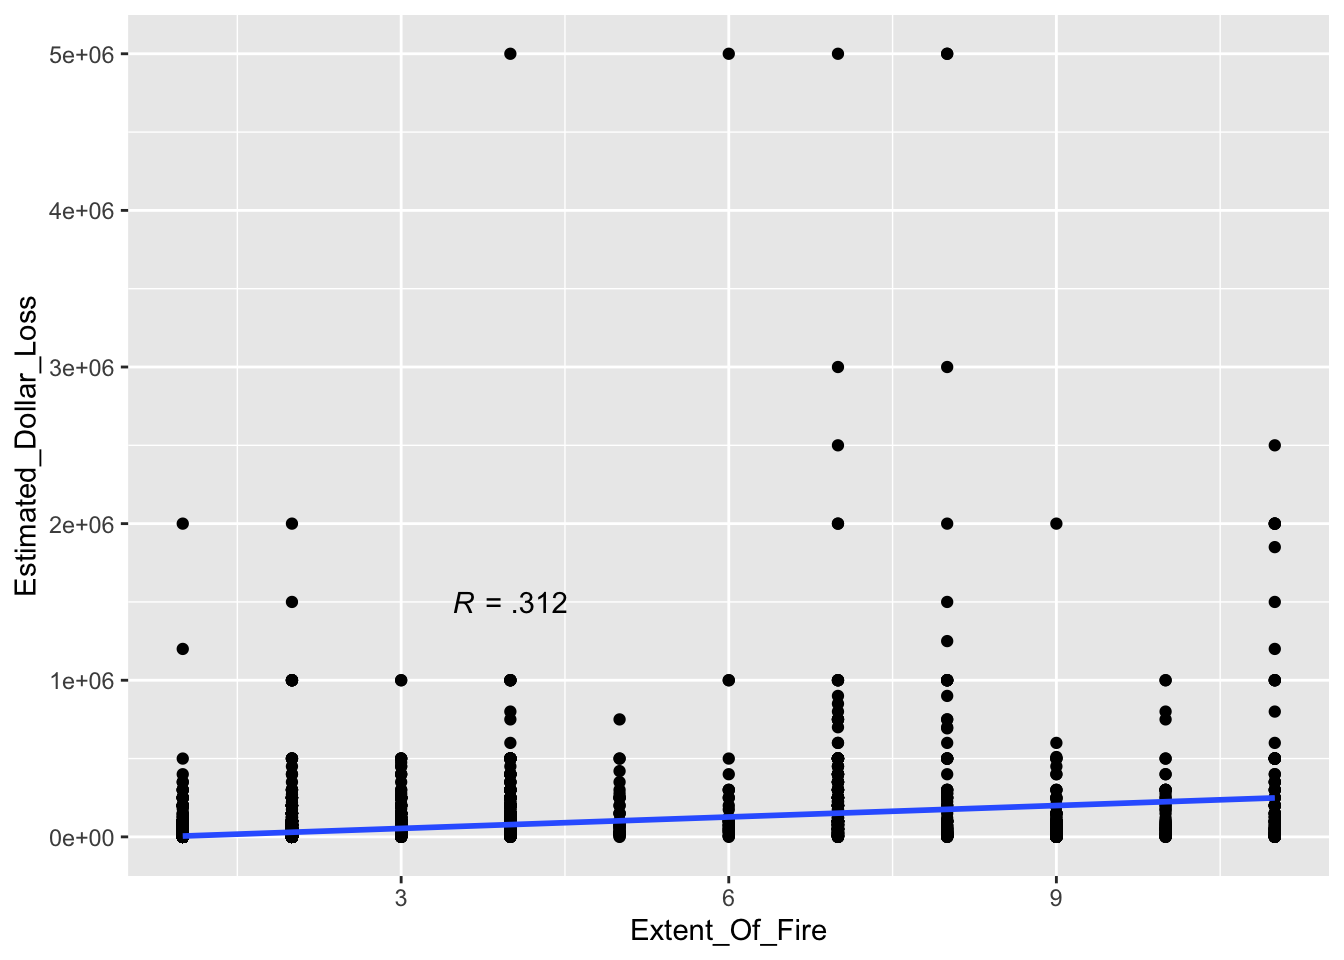 5e+06
4e+06
3e+06
2e+06
1e+06
0e+00
Estimated_Dollar_Loss
R = .312
3
6
9
Extent_Of_Fire